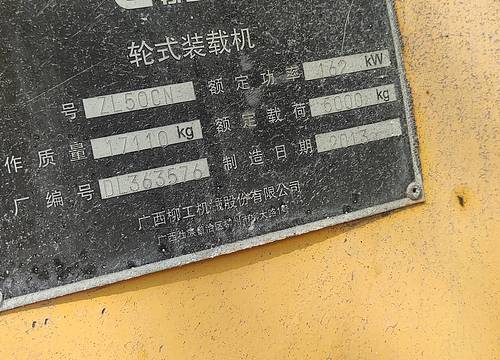 轮式装载机
号 ZL50CN 额定功率 162 kW
作质量 17110 kg 额定载荷 5000 kg
厂编号 DL363576 制造日期 2013
广西柳工机械股份有限公司